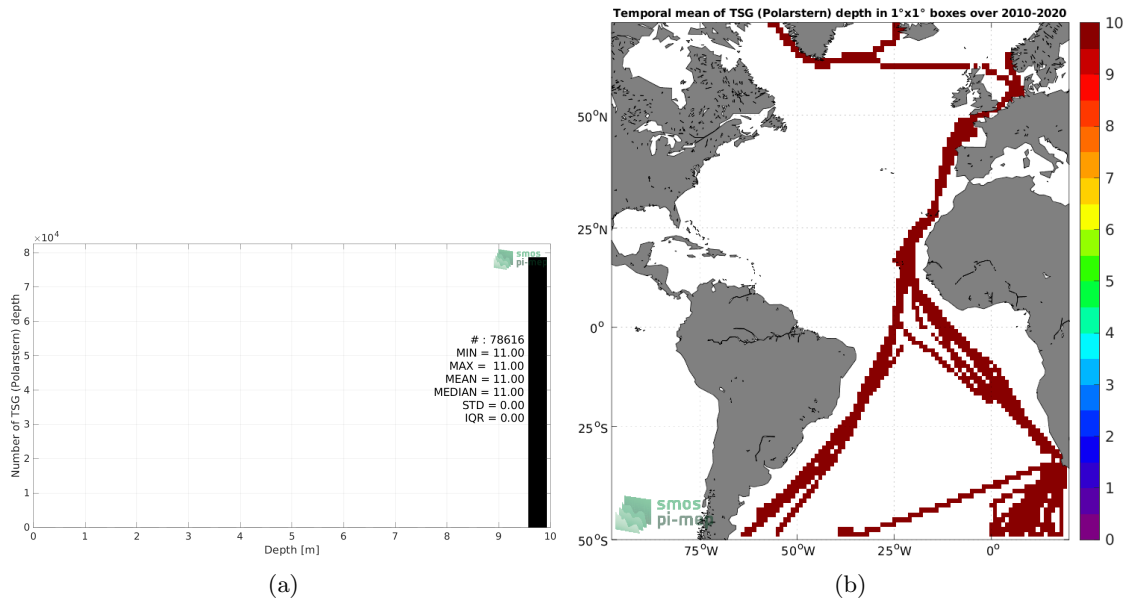 ×10⁴
8
7
6
5
4
3
2
1
0
Number of TSG (Polarstern) depth
smos
pi-mep
# : 78616
MIN = 11.00
MAX = 11.00
MEAN = 11.00
MEDIAN = 11.00
STD = 0.00
IQR = 0.00
0 1 2 3 4 5 6 7 8 9 10
Depth [m]
(a)
Temporal mean of TSG (Polarstern) depth in 1°x1° boxes over 2010-2020
50°N
25°N
0°
25°S
50°S
75°W 50°W 25°W 0°
smos
pi-mep
10
9
8
7
6
5
4
3
2
1
0
(b)